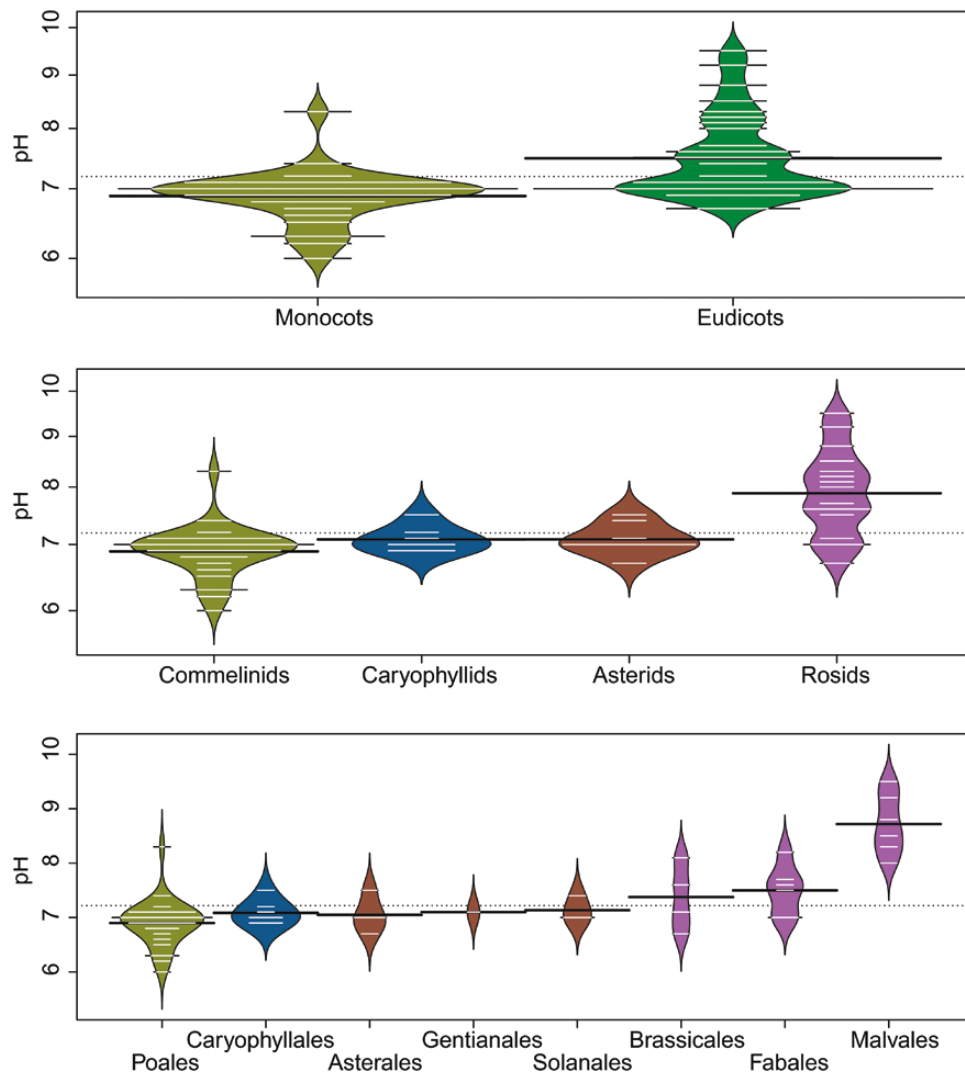 10
9
8
7
6
pH
Monocots Eudicots
10
9
8
7
6
pH
Commelinids Caryophyllids Asterids Rosids
10
9
8
7
6
pH
Caryophyllales Gentianales Brassicales Malvales
Poales Asterales Solanales Fabales